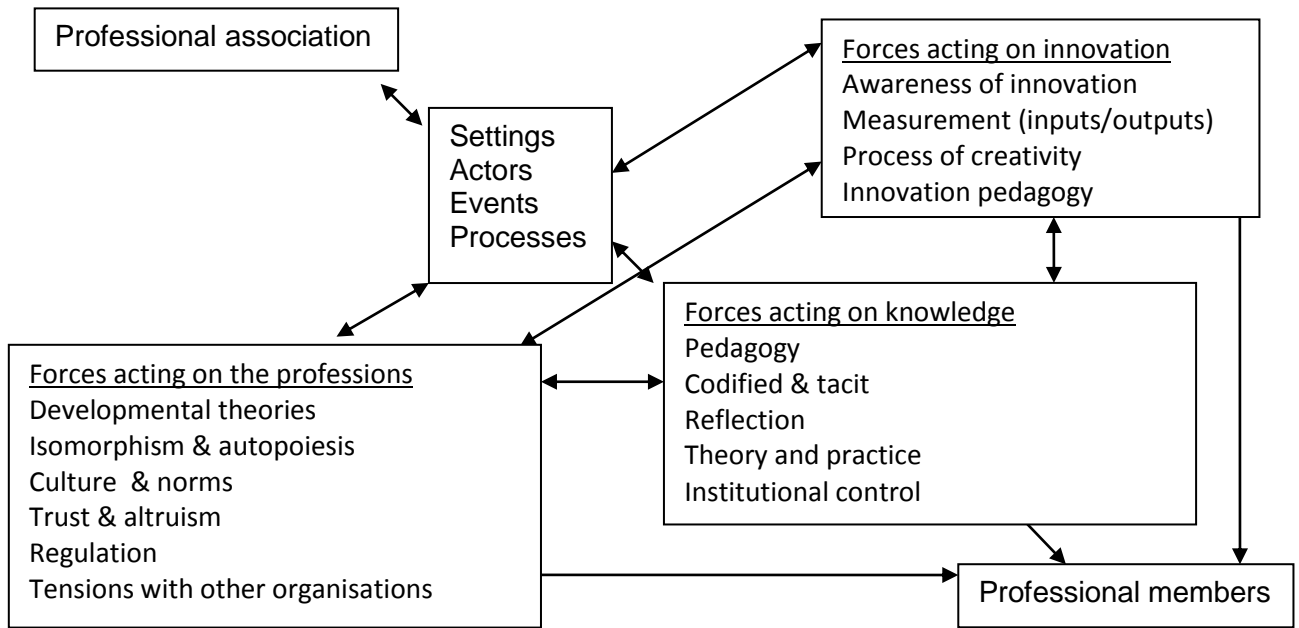 Professional association
Settings
Actors
Events
Processes
Forces acting on innovation
Awareness of innovation
Measurement (inputs/outputs)
Process of creativity
Innovation pedagogy
Forces acting on knowledge
Pedagogy
Codified & tacit
Reflection
Theory and practice
Institutional control
Forces acting on the professions
Developmental theories
Isomorphism & autopoiesis
Culture & norms
Trust & altruism
Regulation
Tensions with other organisations
Professional members